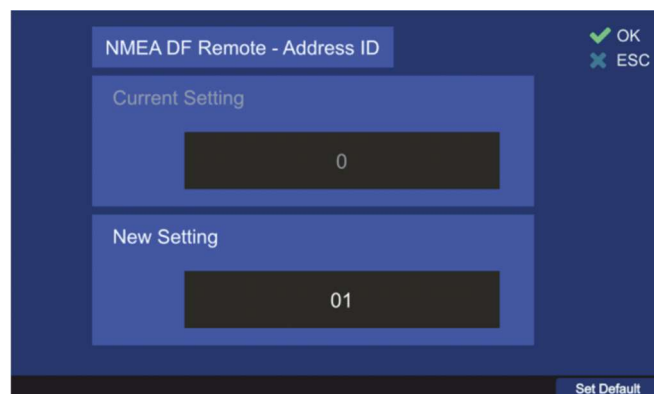 NMEA DF Remote - Address ID
OK
ESC
Current Setting
0
New Setting
01
Set Default